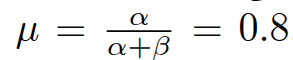 μ = α/(α+β) = 0.8